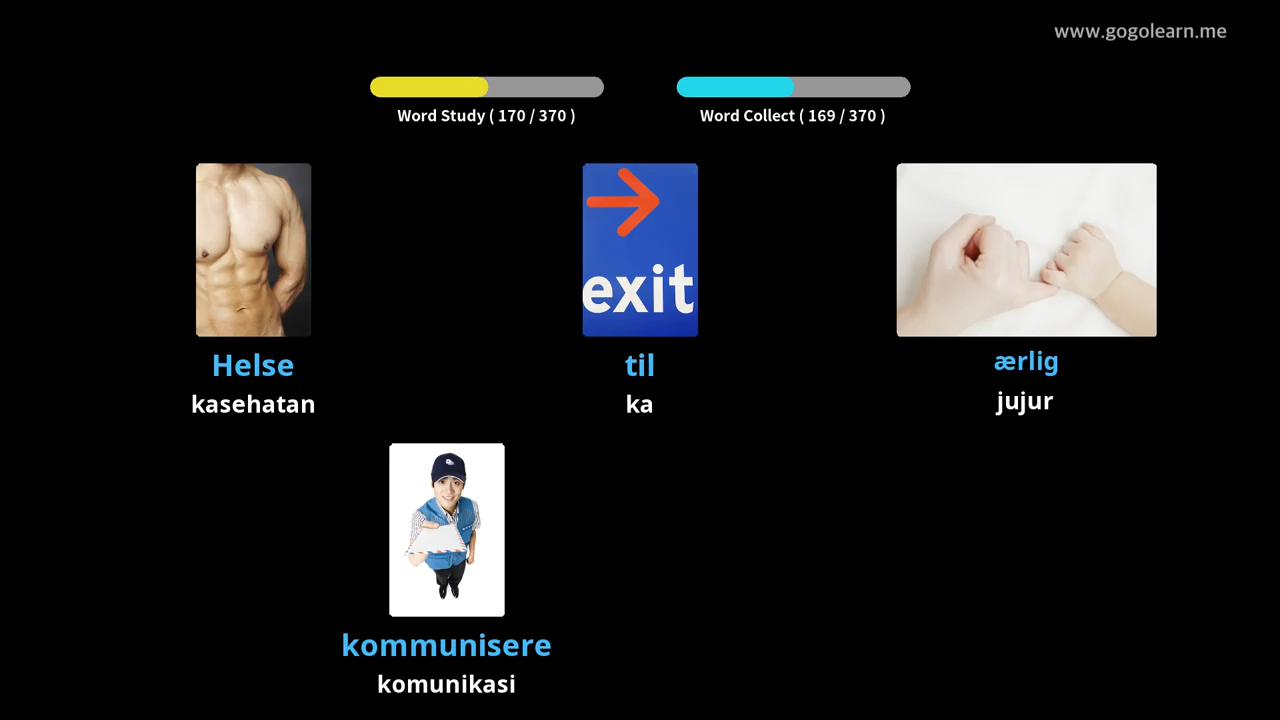 www.gogolearn.me
Word Study ( 170 / 370 )
Word Collect ( 169 / 370 )
exit
Helse
til
ærlig
kasehatan
ka
jujur
kommunisere
komunikasi